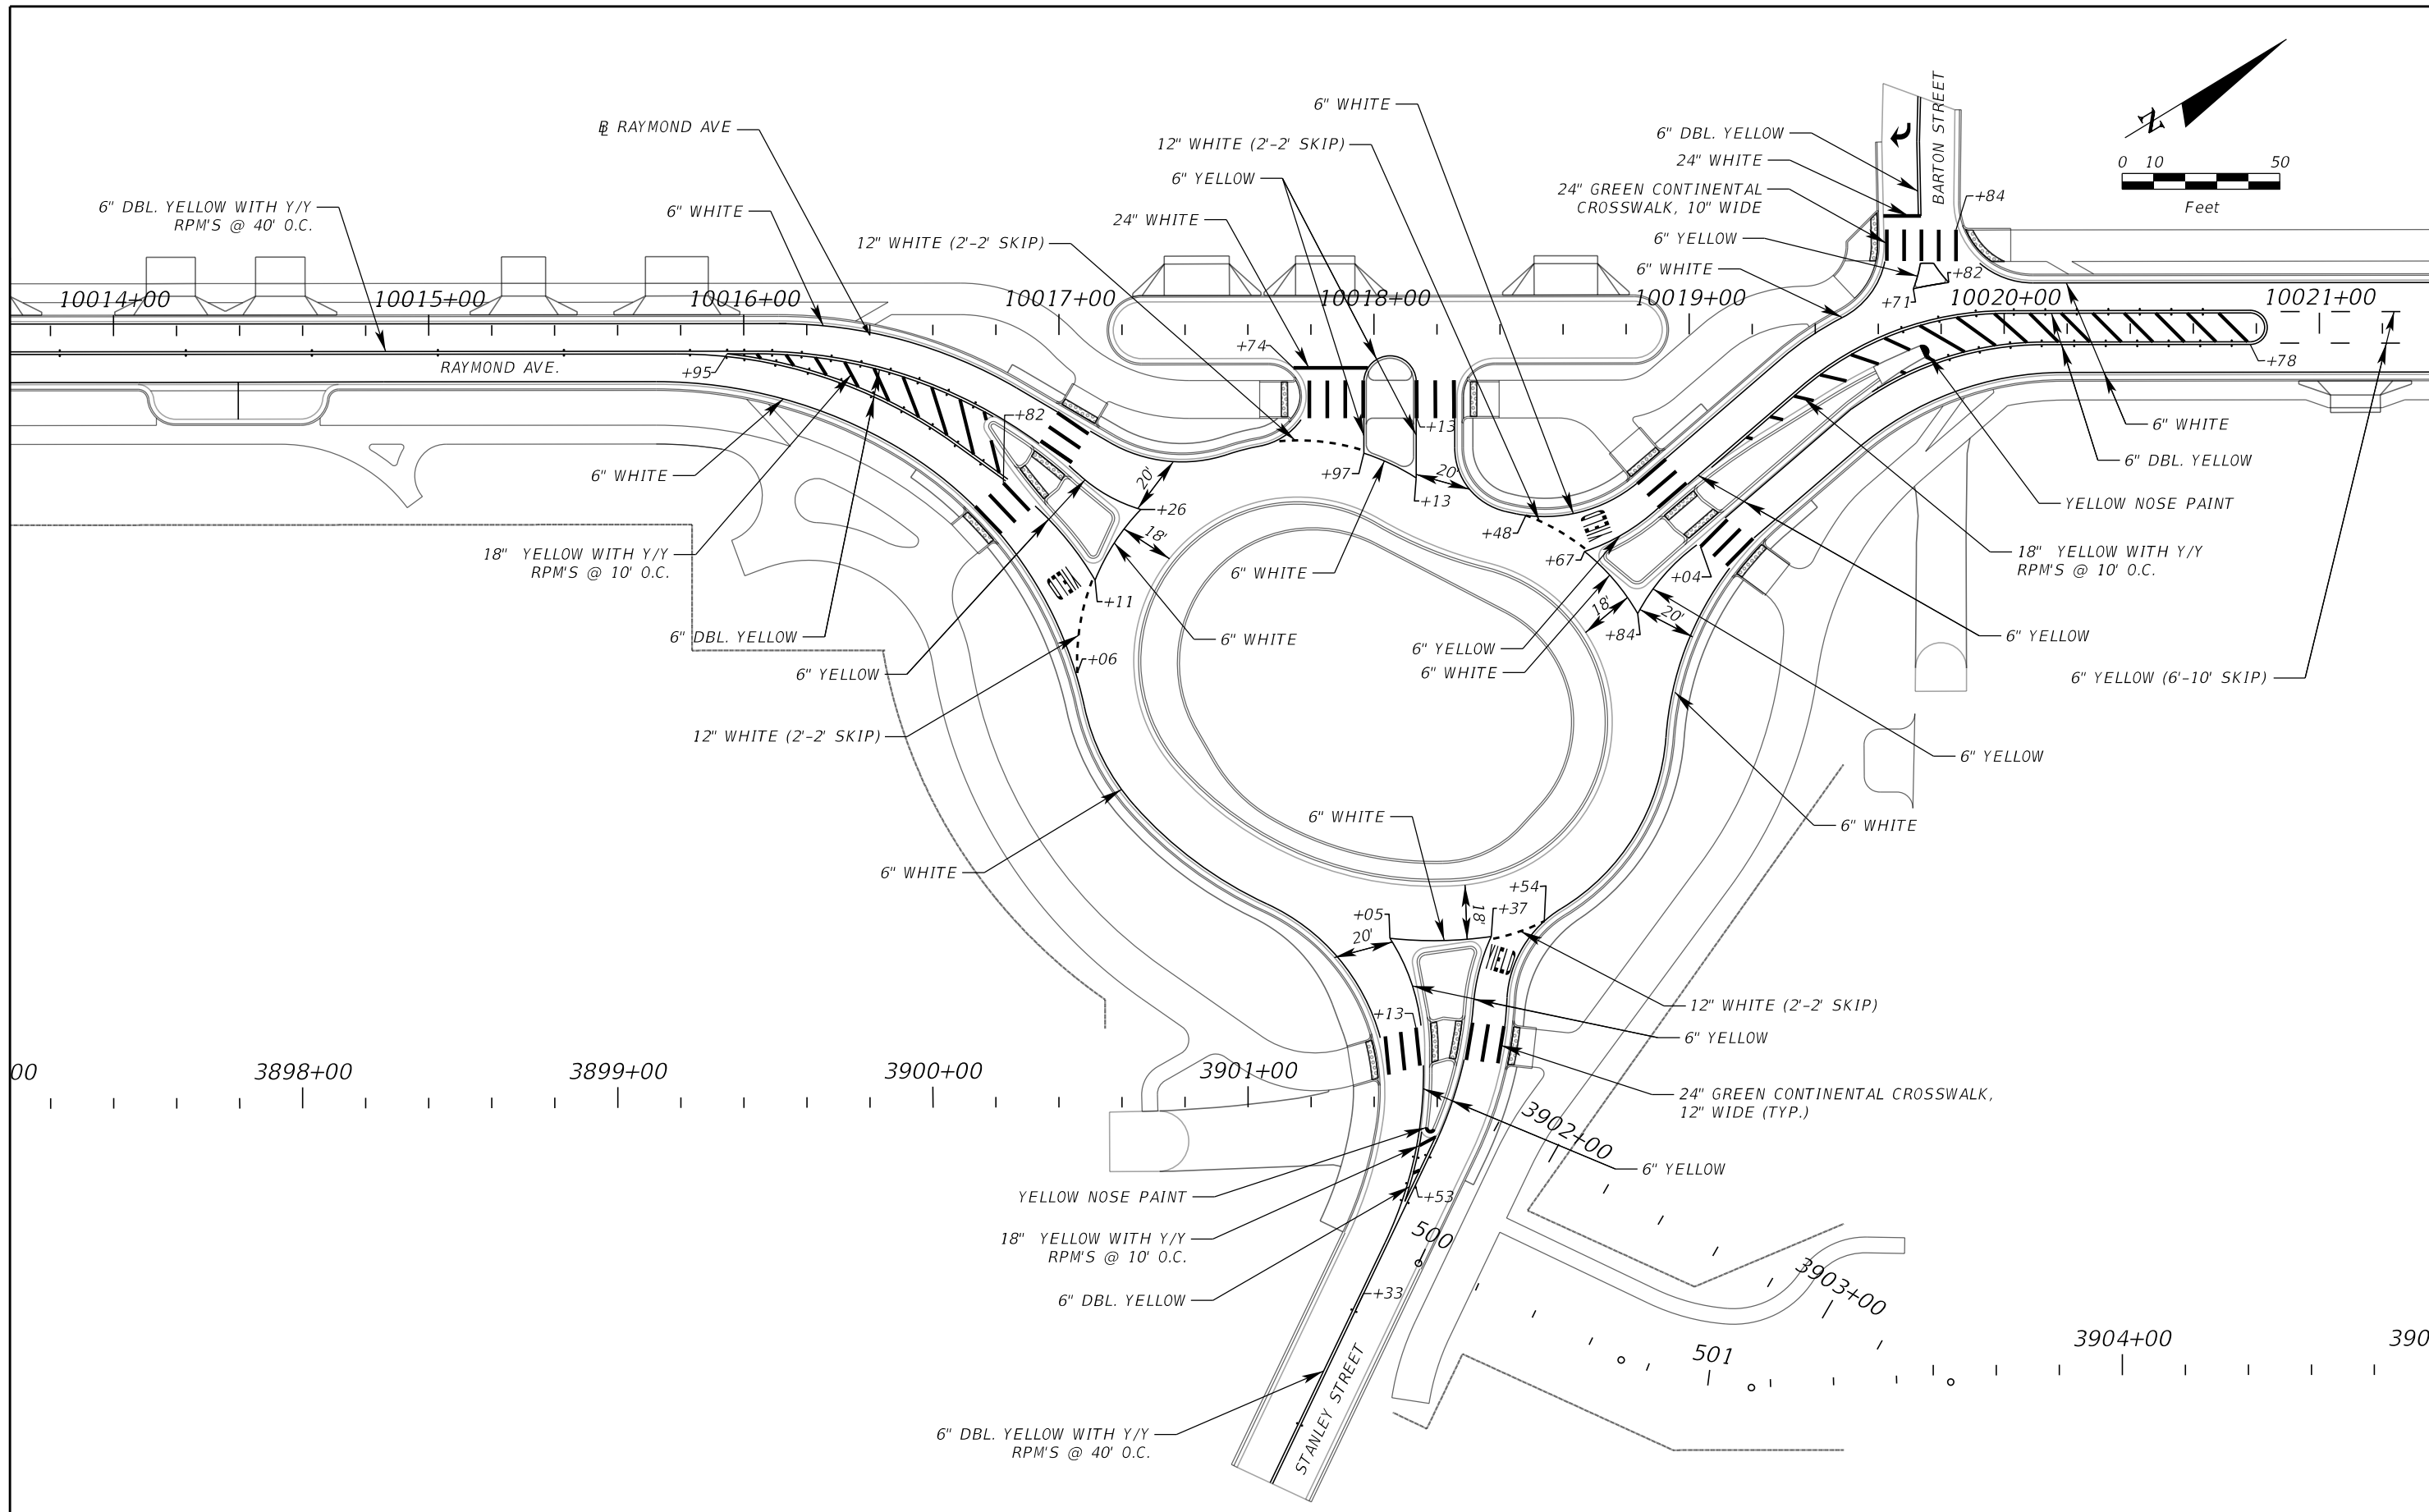 6" WHITE
BARTON STREET
℄ RAYMOND AVE
12" WHITE (2'-2' SKIP)
6" DBL. YELLOW
24" WHITE
N
0 10 50
Feet
6" YELLOW
24" GREEN CONTINENTAL
CROSSWALK, 10" WIDE
+84
6" DBL. YELLOW WITH Y/Y
RPM'S @ 40' O.C.
6" WHITE
24" WHITE
12" WHITE (2'-2' SKIP)
6" YELLOW
6" WHITE
+82
+71
10014+00
10015+00
10016+00
10017+00
10018+00
10019+00
10020+00
10021+00
+74
RAYMOND AVE.
+95
+78
+82
+13
6" WHITE
6" WHITE
+97
20'
20'
+13
6" DBL. YELLOW
+26
YELLOW NOSE PAINT
18'
+48
YIELD
18" YELLOW WITH Y/Y
RPM'S @ 10' O.C.
+67
18" YELLOW WITH Y/Y
RPM'S @ 10' O.C.
6" WHITE
+04
YIELD
+11
18'
20'
6" DBL. YELLOW
6" WHITE
+84
6" YELLOW
6" YELLOW
+06
6" YELLOW
6" WHITE
6" YELLOW (6'-10' SKIP)
12" WHITE (2'-2' SKIP)
6" YELLOW
6" WHITE
6" WHITE
6" WHITE
+54
+05
18'
+37
20'
YIELD
12" WHITE (2'-2' SKIP)
+13
6" YELLOW
00
3898+00
3899+00
3900+00
3901+00
24" GREEN CONTINENTAL CROSSWALK,
12" WIDE (TYP.)
3902+00
6" YELLOW
YELLOW NOSE PAINT
+53
18" YELLOW WITH Y/Y
RPM'S @ 10' O.C.
500
3903+00
6" DBL. YELLOW
+33
3904+00
390
501
STANLEY STREET
6" DBL. YELLOW WITH Y/Y
RPM'S @ 40' O.C.